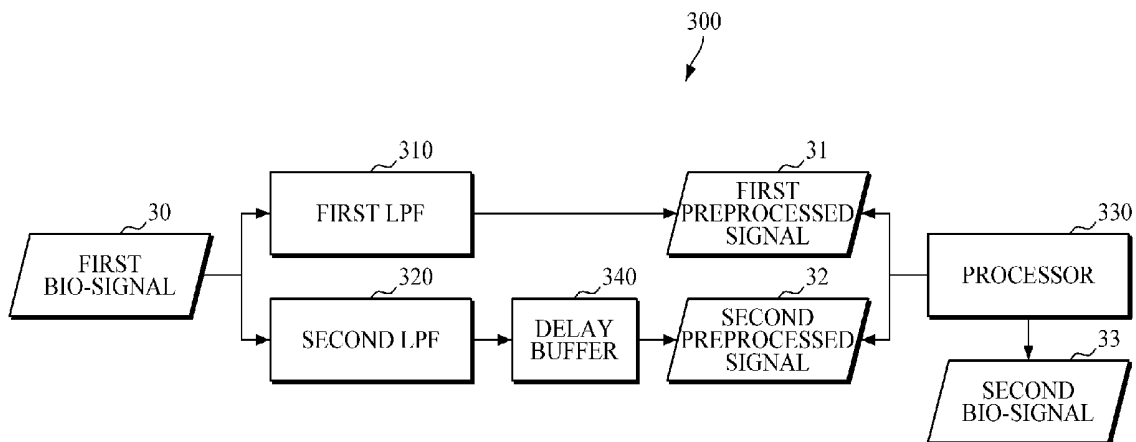 300
310
FIRST LPF
31
FIRST
PREPROCESSED
SIGNAL
30
FIRST
BIO-SIGNAL
330
PROCESSOR
320
SECOND LPF
340
DELAY
BUFFER
32
SECOND
PREPROCESSED
SIGNAL
33
SECOND
BIO-SIGNAL